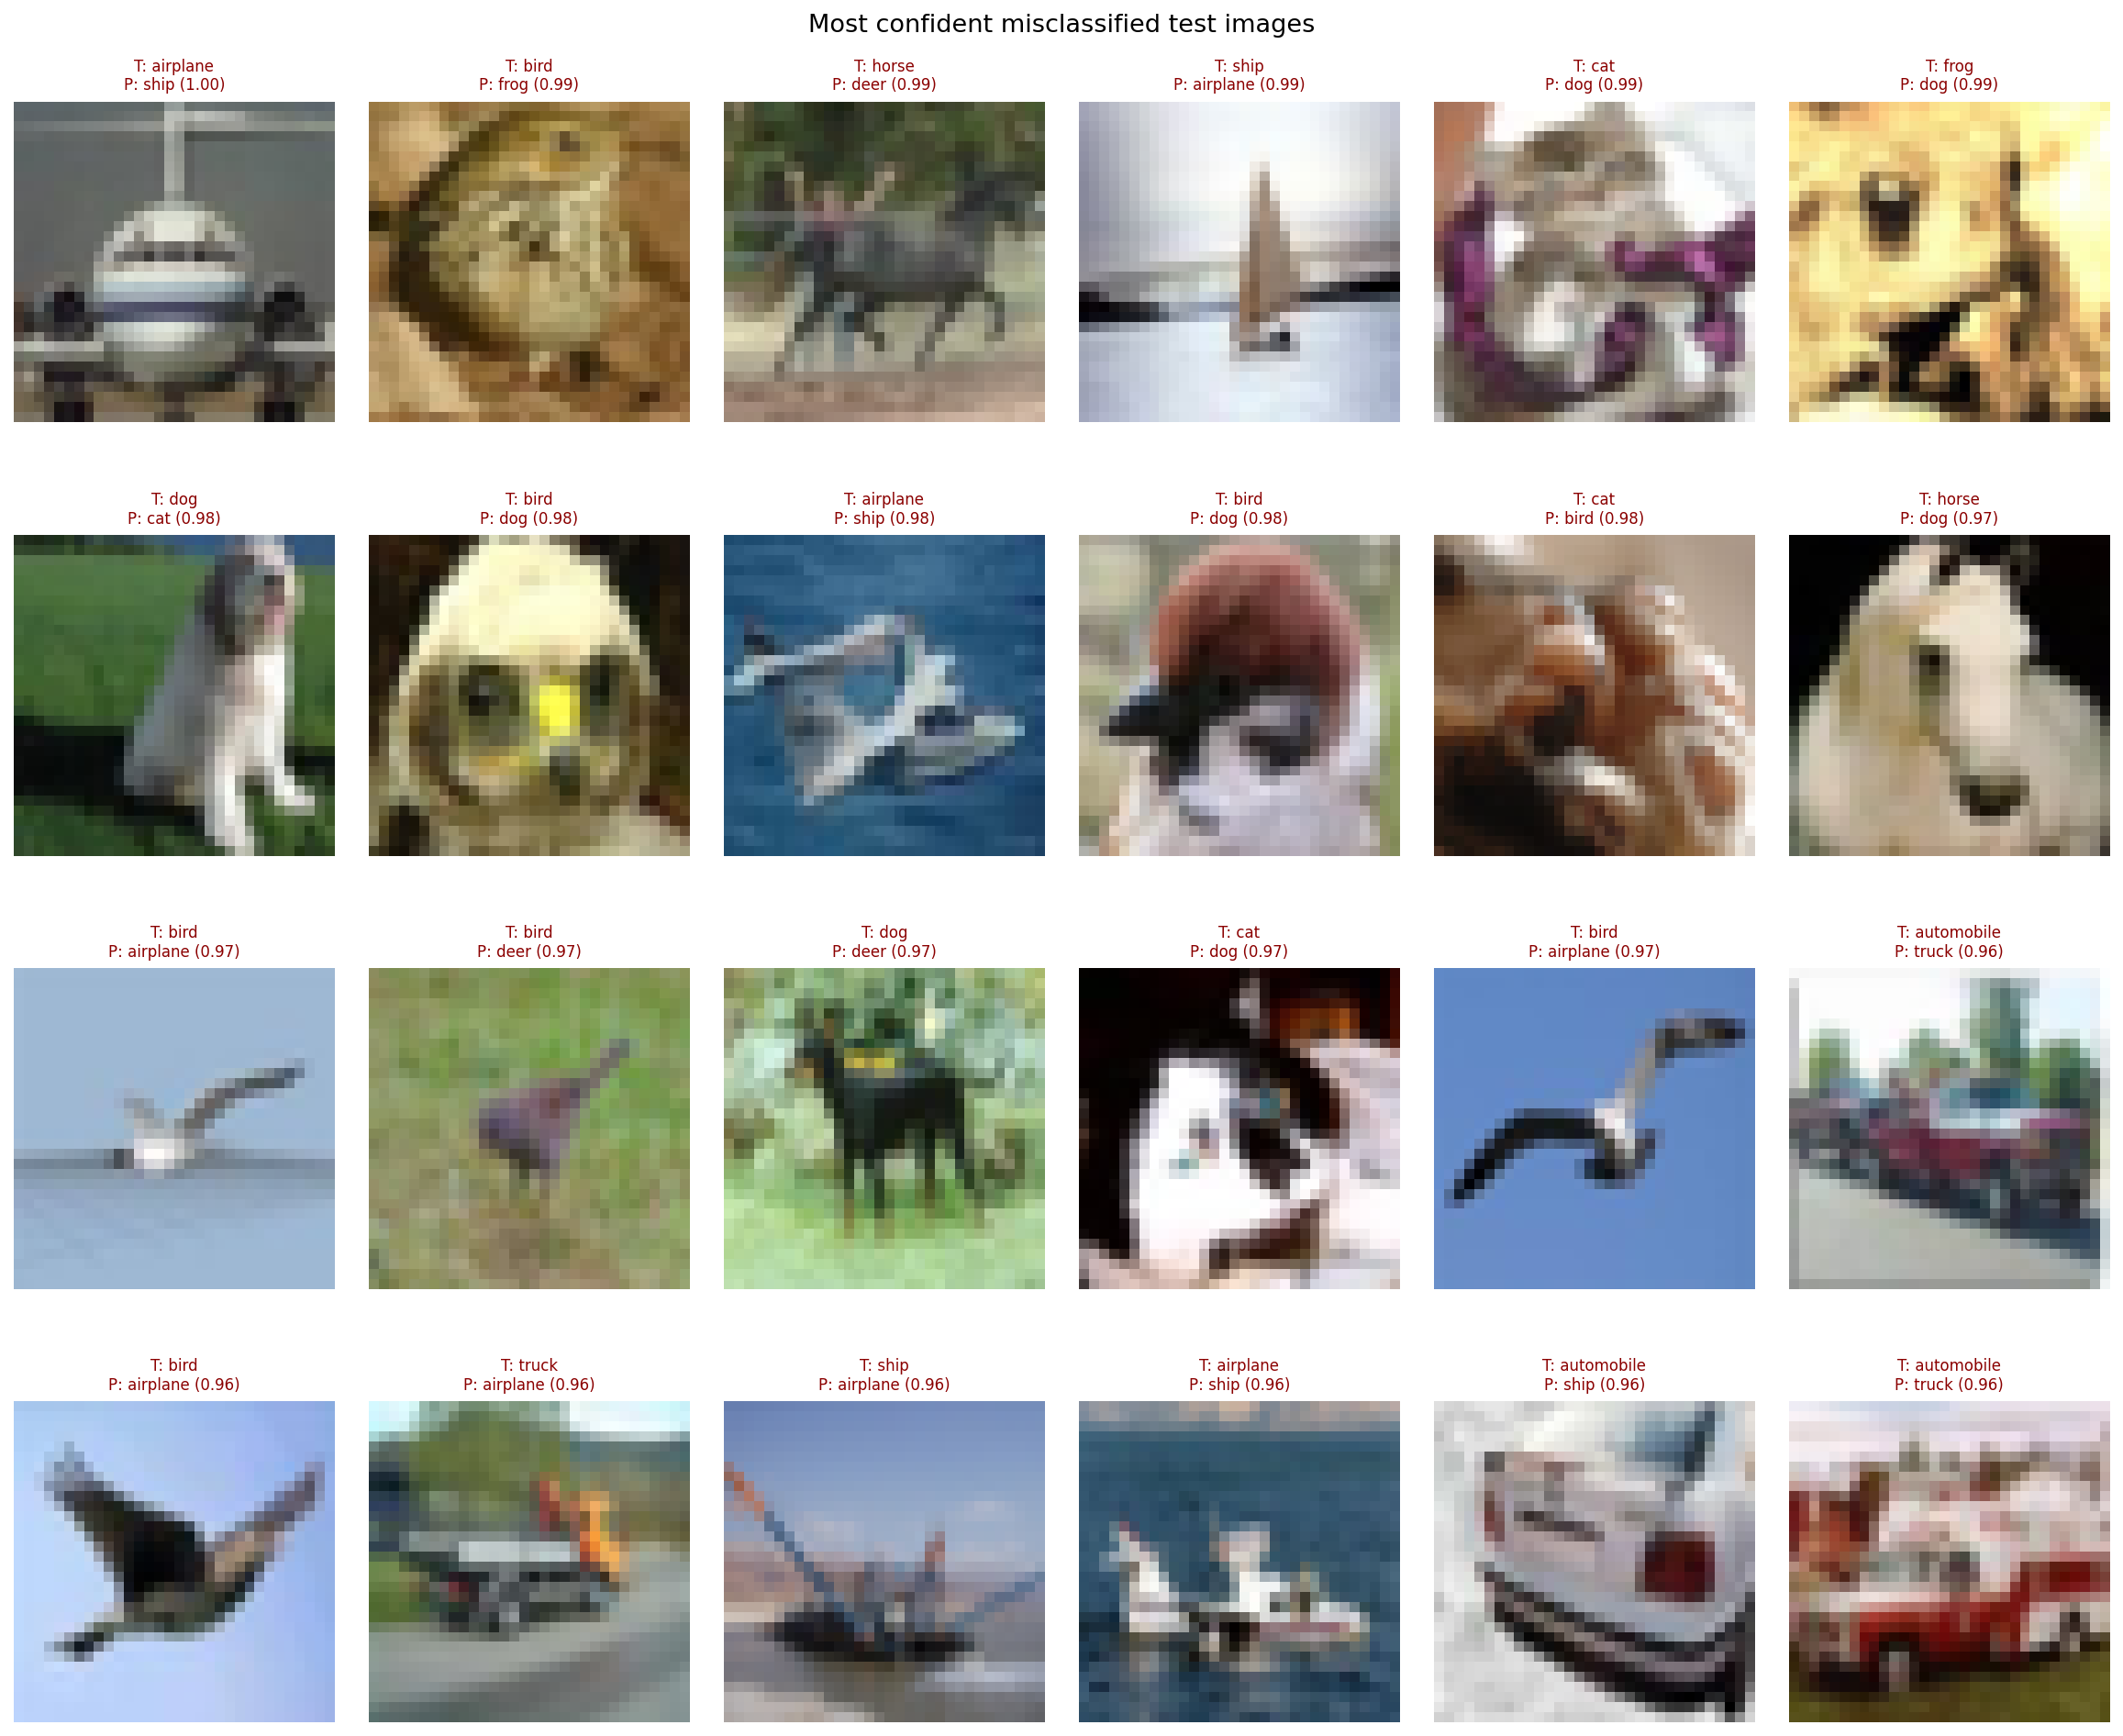 Most confident misclassified test images
T: airplane
P: ship (1.00)
T: bird
P: frog (0.99)
T: horse
P: deer (0.99)
T: ship
P: airplane (0.99)
T: cat
P: dog (0.99)
T: frog
P: dog (0.99)
T: dog
P: cat (0.98)
T: bird
P: dog (0.98)
T: airplane
P: ship (0.98)
T: bird
P: dog (0.98)
T: cat
P: bird (0.98)
T: horse
P: dog (0.97)
T: bird
P: airplane (0.97)
T: bird
P: deer (0.97)
T: dog
P: deer (0.97)
T: cat
P: dog (0.97)
T: bird
P: airplane (0.97)
T: automobile
P: truck (0.96)
T: bird
P: airplane (0.96)
T: truck
P: airplane (0.96)
T: ship
P: airplane (0.96)
T: airplane
P: ship (0.96)
T: automobile
P: ship (0.96)
T: automobile
P: truck (0.96)